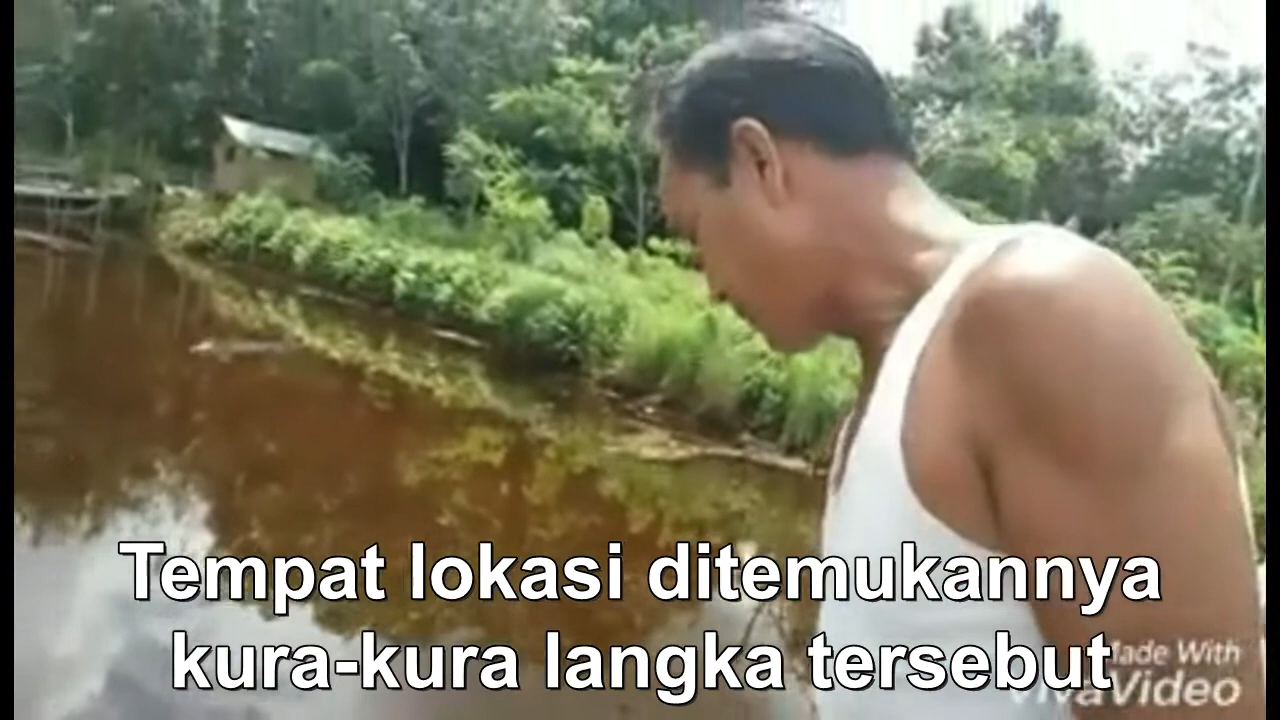 Tempat lokasi ditemukannya
kura-kura langka tersebut
Made With
VivaVideo